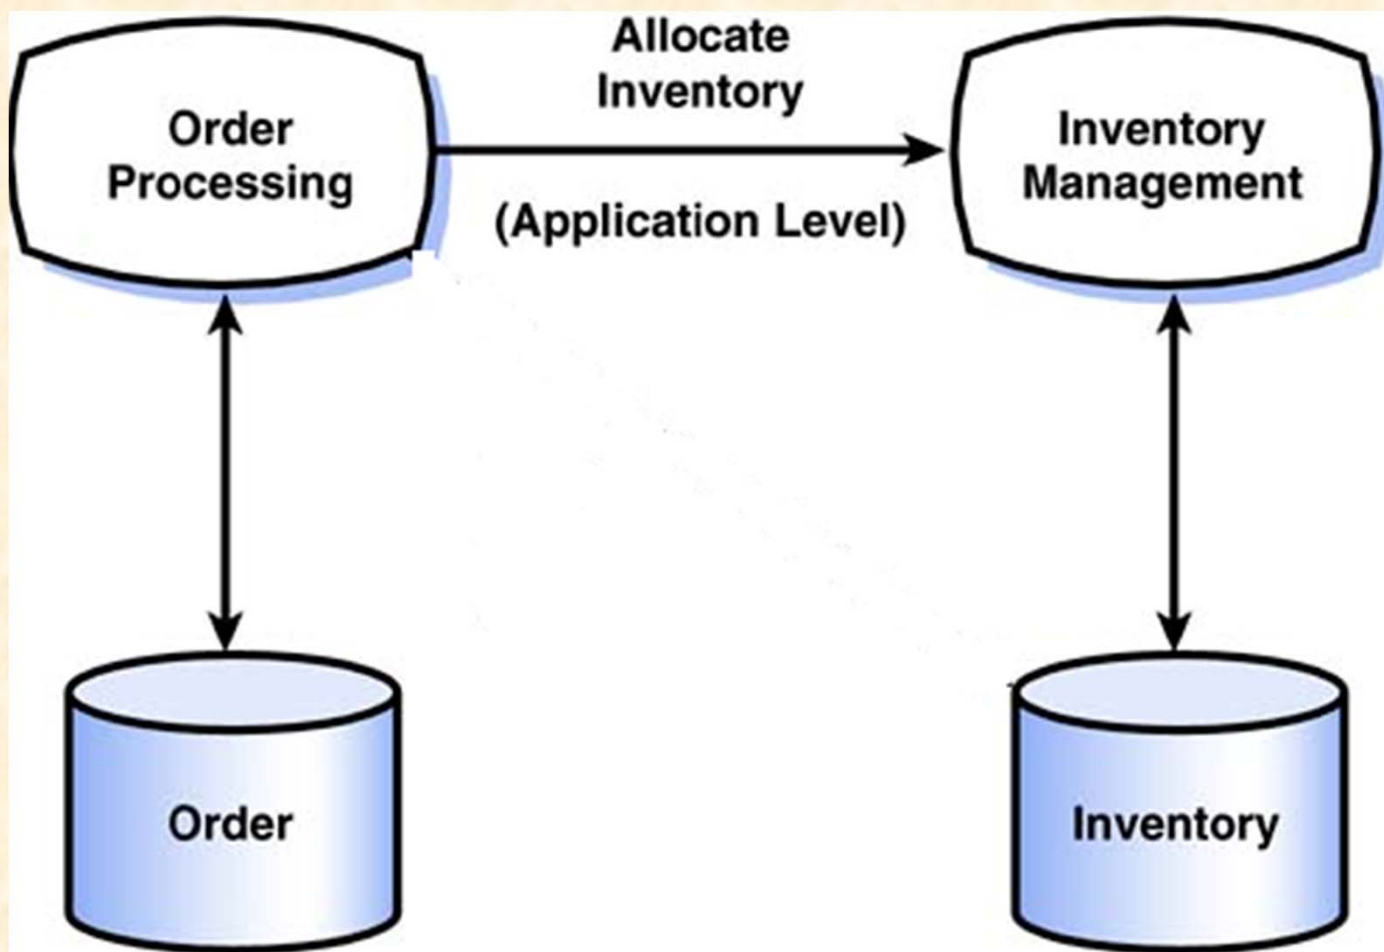 Allocate
Inventory
Order
Processing
Inventory
Management
(Application Level)
Order
Inventory